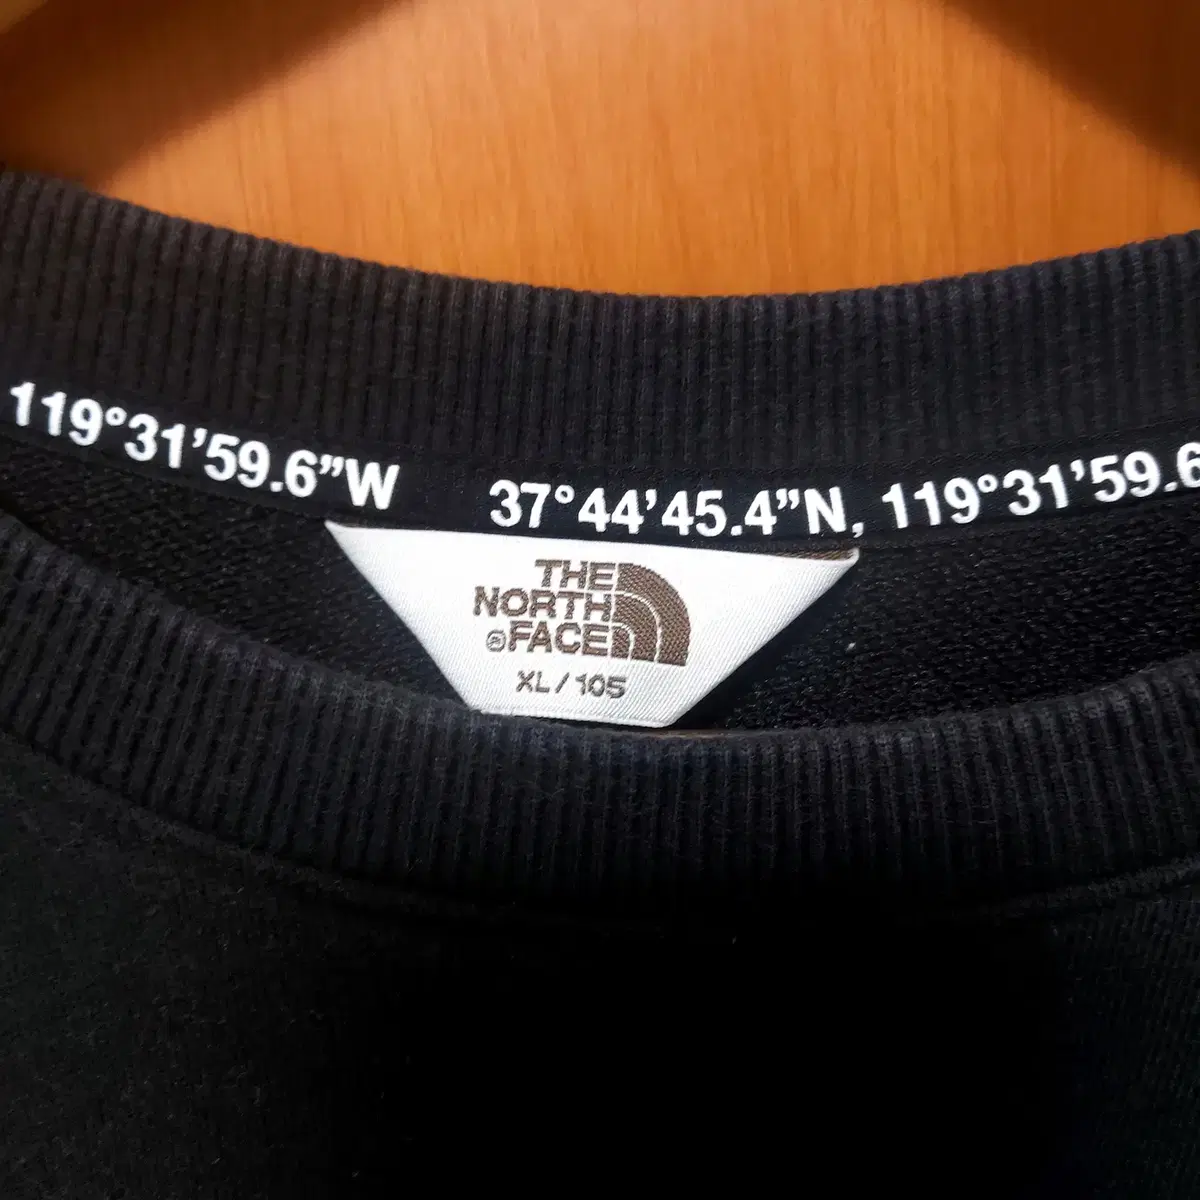 119°31’59.6”W 37°44’45.4”N, 119°31’59.6
THE
NORTH
®FACE
XL / 105